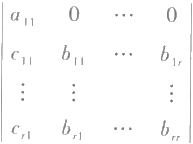 a₁₁ 0 ⋯ 0
c₁₁ b₁₁ ⋯ b₁ᵣ
⋮ ⋮ ⋮
cᵣ₁ bᵣ₁ ⋯ bᵣᵣ